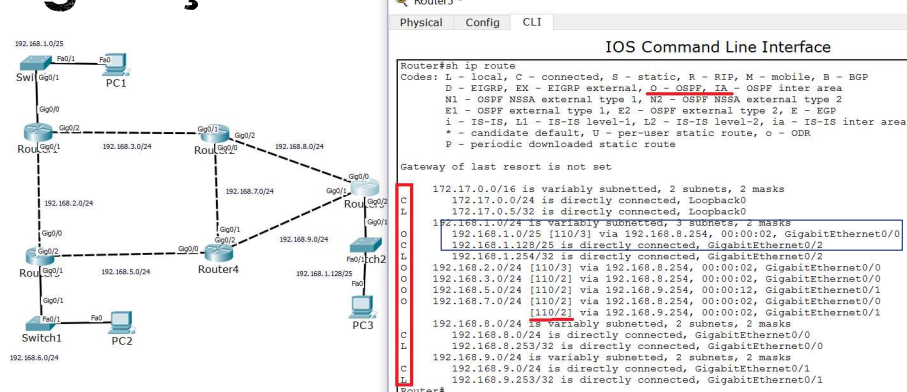 192.168.1.0/25
Fa0/1
Fa0
Gig0/1
PC1
Gig0/0
Gig0/2
Gig0/1
192.168.3.0/24
Gig0/1
Gig0/2
Gig0/0
192.168.8.0/24
192.168.2.0/24
192.168.7.0/24
Gig0/0
Gig0/1
Gig0/2
Gig0/1
192.168.9.0/24
Gig0/0
Gig0/2
Gig0/1
192.168.5.0/24
Gig0/0
Gig0/1
Gig0/2
Router4
Fa0/1
192.168.1.128/25
Fa0
PC3
Gig0/1
Fa0/1
Fa0
Switch1
PC2
192.168.6.0/24
Physical Config CLI
IOS Command Line Interface
Router#sh ip route
Codes: L - local, C - connected, S - static, R - RIP, M - mobile, B - BGP
D - EIGRP, EX - EIGRP external, O - OSPF, IA - OSPF inter area
N1 - OSPF NSSA external type 1, N2 - OSPF NSSA external type 2
E1 - OSPF external type 1, E2 - OSPF external type 2, E - EGP
i - IS-IS, L1 - IS-IS level-1, L2 - IS-IS level-2, ia - IS-IS inter area
* - candidate default, U - per-user static route, o - ODR
P - periodic downloaded static route
Gateway of last resort is not set
172.17.0.0/16 is variably subnetted, 2 subnets, 2 masks
C 172.17.0.0/24 is directly connected, Loopback0
L 172.17.0.5/32 is directly connected, Loopback0
192.168.1.0/24 is variably subnetted, 3 subnets, 2 masks
O 192.168.1.0/25 [110/3] via 192.168.8.254, 00:00:02, GigabitEthernet0/0
C 192.168.1.128/25 is directly connected, GigabitEthernet0/2
L 192.168.1.254/32 is directly connected, GigabitEthernet0/2
O 192.168.2.0/24 [110/3] via 192.168.8.254, 00:00:02, GigabitEthernet0/0
O 192.168.3.0/24 [110/2] via 192.168.8.254, 00:00:02, GigabitEthernet0/0
O 192.168.5.0/24 [110/2] via 192.168.9.254, 00:00:12, GigabitEthernet0/1
O 192.168.7.0/24 [110/2] via 192.168.8.254, 00:00:02, GigabitEthernet0/0
[110/2] via 192.168.9.254, 00:00:02, GigabitEthernet0/1
192.168.8.0/24 is variably subnetted, 2 subnets, 2 masks
C 192.168.8.0/24 is directly connected, GigabitEthernet0/0
L 192.168.8.253/32 is directly connected, GigabitEthernet0/0
192.168.9.0/24 is variably subnetted, 2 subnets, 2 masks
C 192.168.9.0/24 is directly connected, GigabitEthernet0/1
L 192.168.9.253/32 is directly connected, GigabitEthernet0/1
Router#